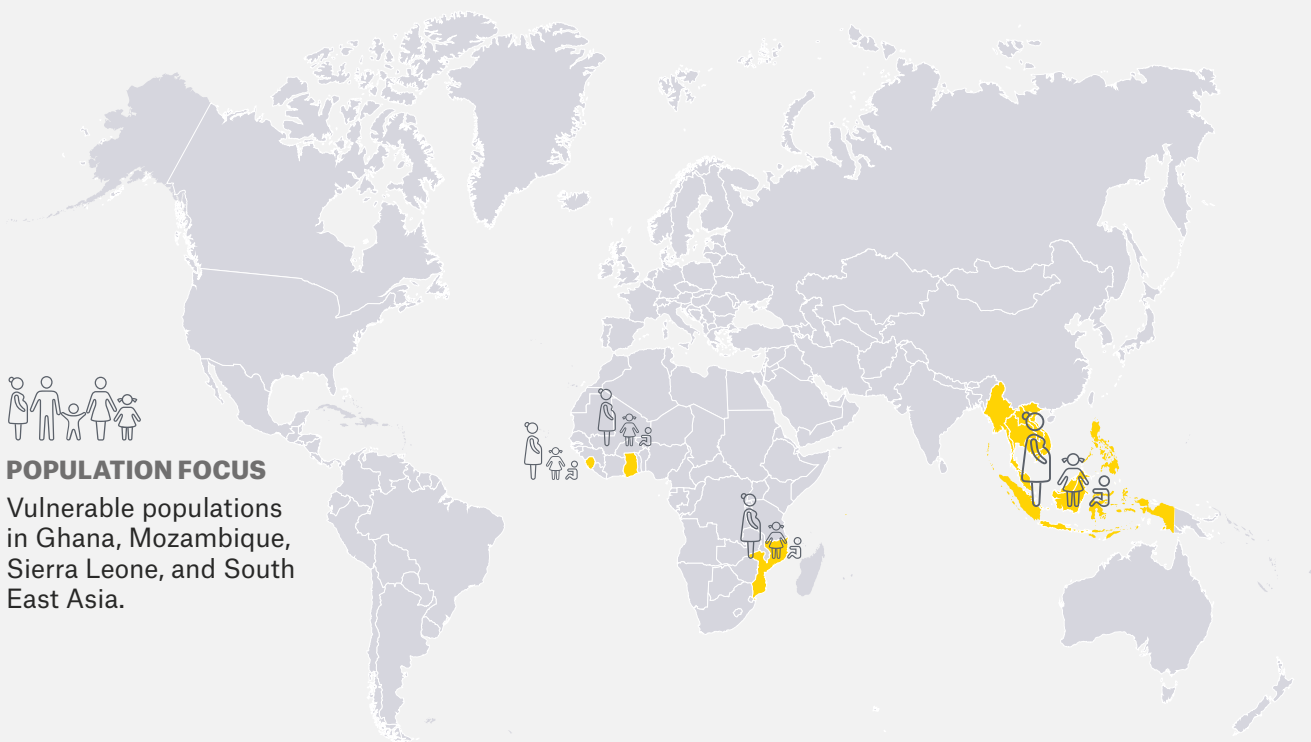 POPULATION FOCUS
Vulnerable populations
in Ghana, Mozambique,
Sierra Leone, and South
East Asia.